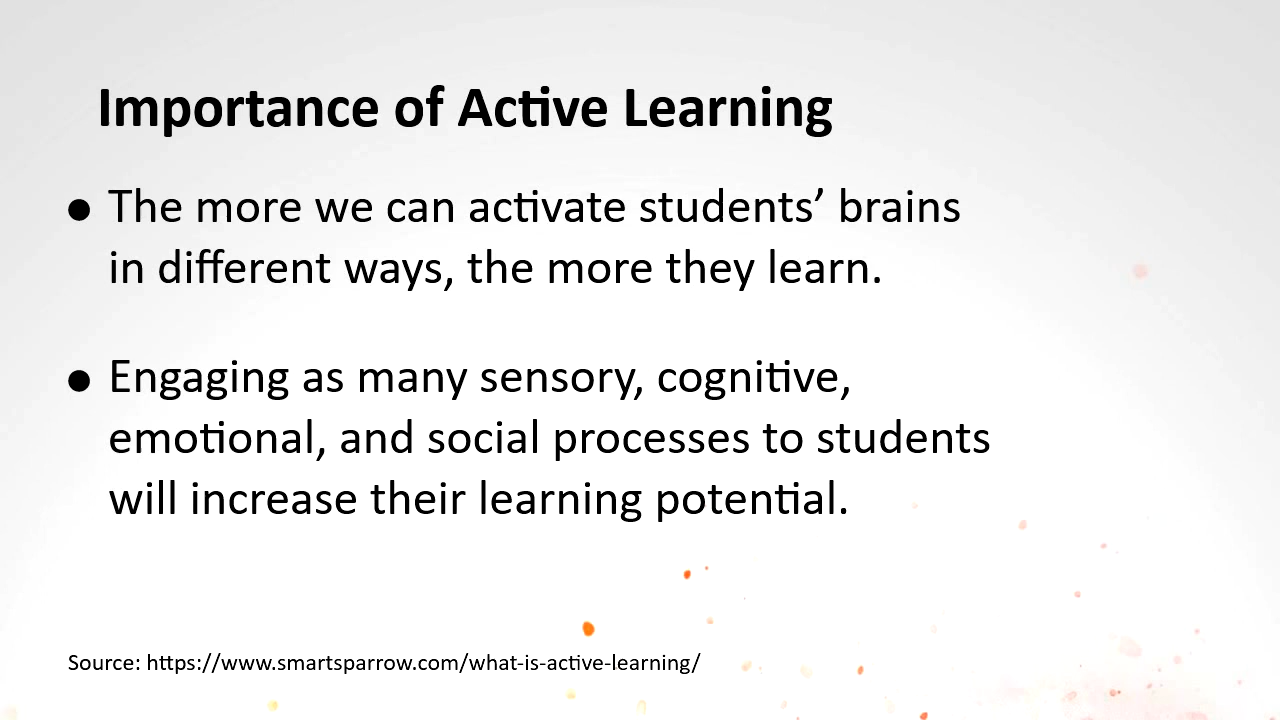 Importance of Active Learning
● The more we can activate students’ brains
in different ways, the more they learn.
● Engaging as many sensory, cognitive,
emotional, and social processes to students
will increase their learning potential.
Source: https://www.smartsparrow.com/what-is-active-learning/